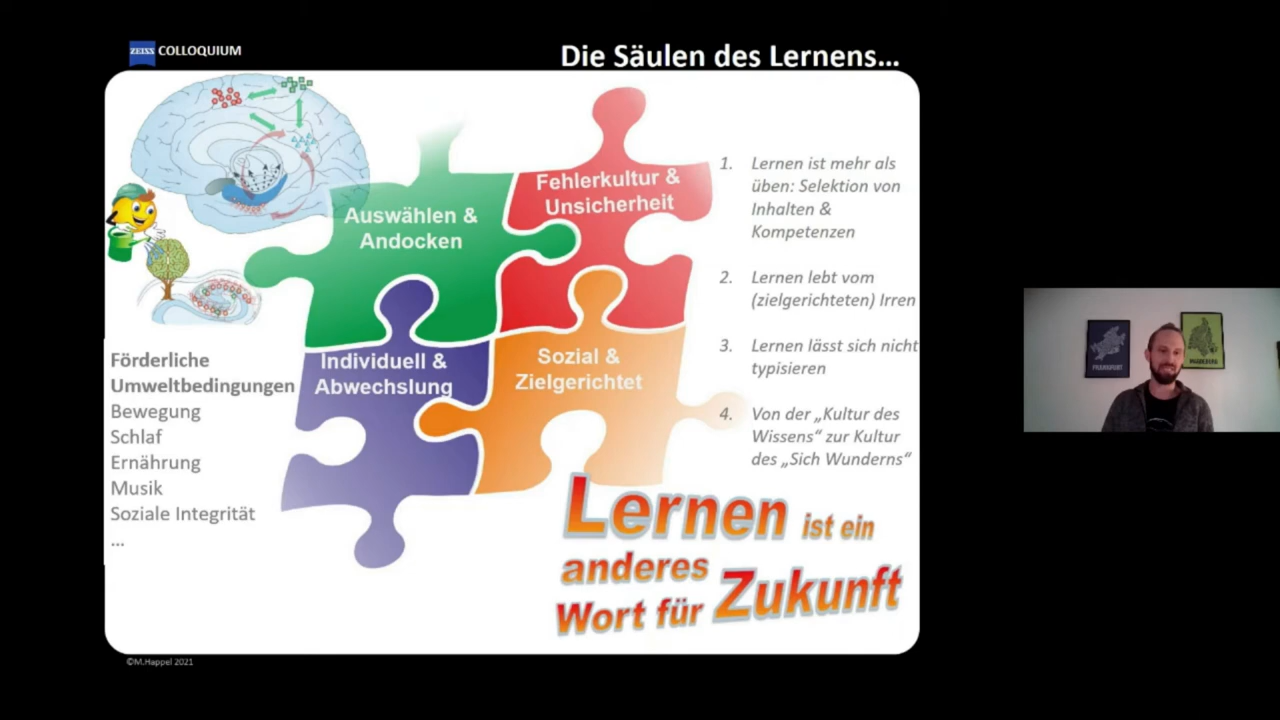 ZEISS COLLOQUIUM
Die Säulen des Lernens...
Auswählen &
Andocken
Fehlerkultur &
Unsicherheit
Individuell &
Abwechslung
Sozial &
Zielgerichtet
Förderliche
Umweltbedingungen
Bewegung
Schlaf
Ernährung
Musik
Soziale Integrität
...
1. Lernen ist mehr als
üben: Selektion von
Inhalten &
Kompetenzen
2. Lernen lebt vom
(zielgerichteten) Irren
3. Lernen lässt sich nicht
typisieren
4. Von der „Kultur des
Wissens“ zur Kultur
des „Sich Wunderns“
Lernen ist ein
anderes
Wort für Zukunft
©M.Happel 2021
FRANKFURT
MAGDEBURG